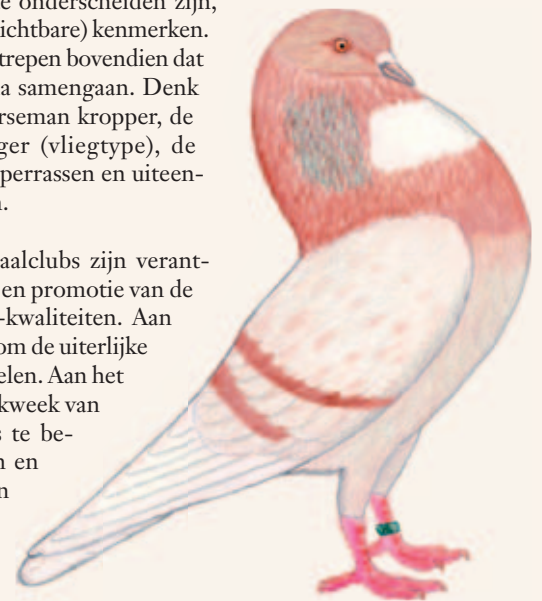 e onderscheiden zijn,
ichtbare) kenmerken.
trepen bovendien dat
a samengaan. Denk
rseman kropper, de
ger (vliegtype), de
perrassen en uiteen-
.
aalclubs zijn verant-
en promotie van de
-kwaliteiten. Aan
om de uiterlijke
elen. Aan het
kweek van
s te be-
n en
n